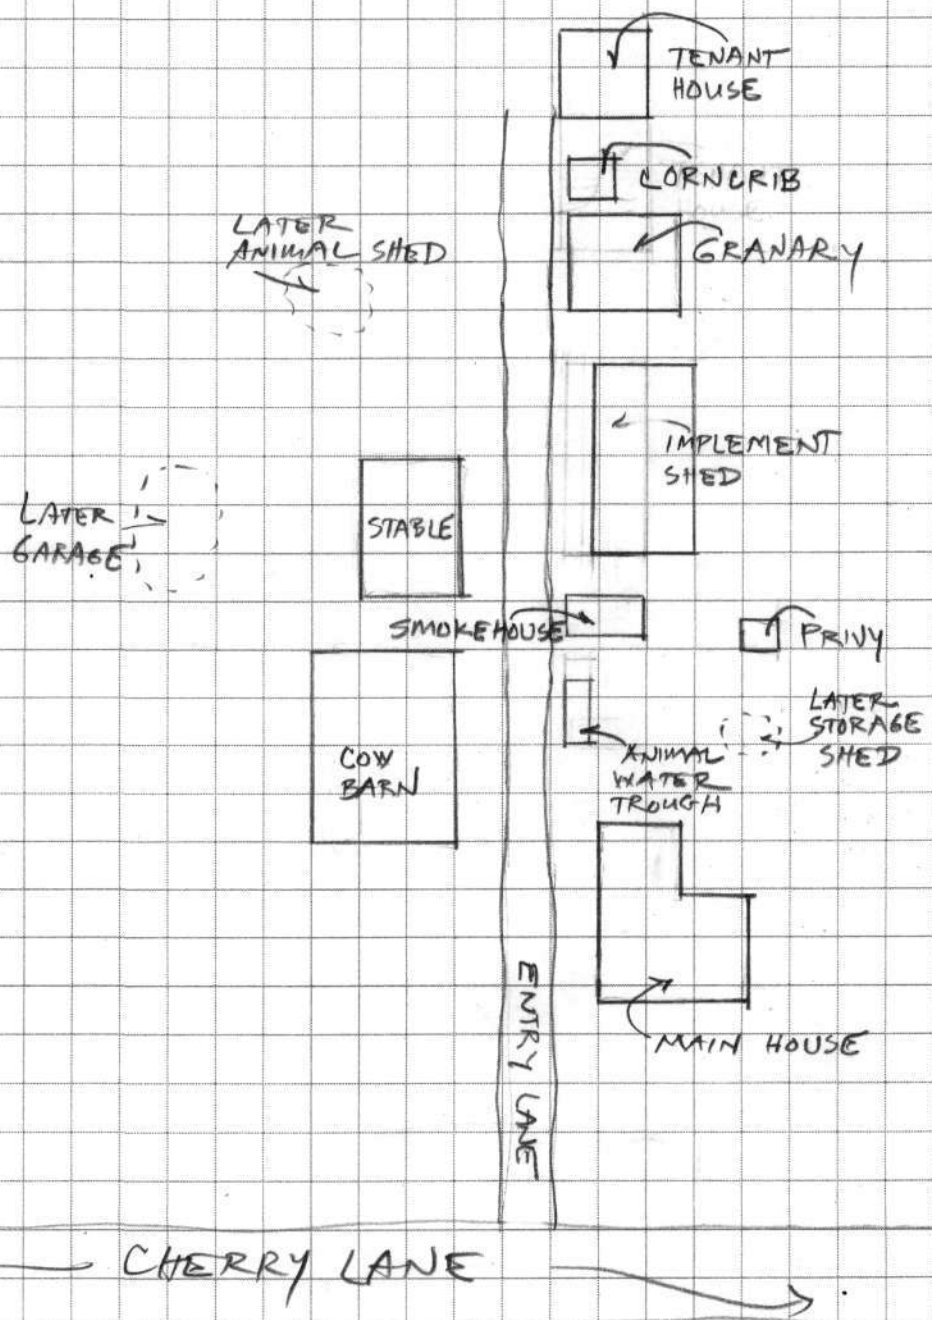 TENANT
HOUSE
CORNCRIB
LATER
ANIMAL SHED
GRANARY
IMPLEMENT
SHED
LATER
GARAGE
STABLE
SMOKEHOUSE
PRIVY
LATER
STORAGE
SHED
ANIMAL
WATER
TROUGH
COW
BARN
MAIN HOUSE
ENTRY LANE
CHERRY LANE